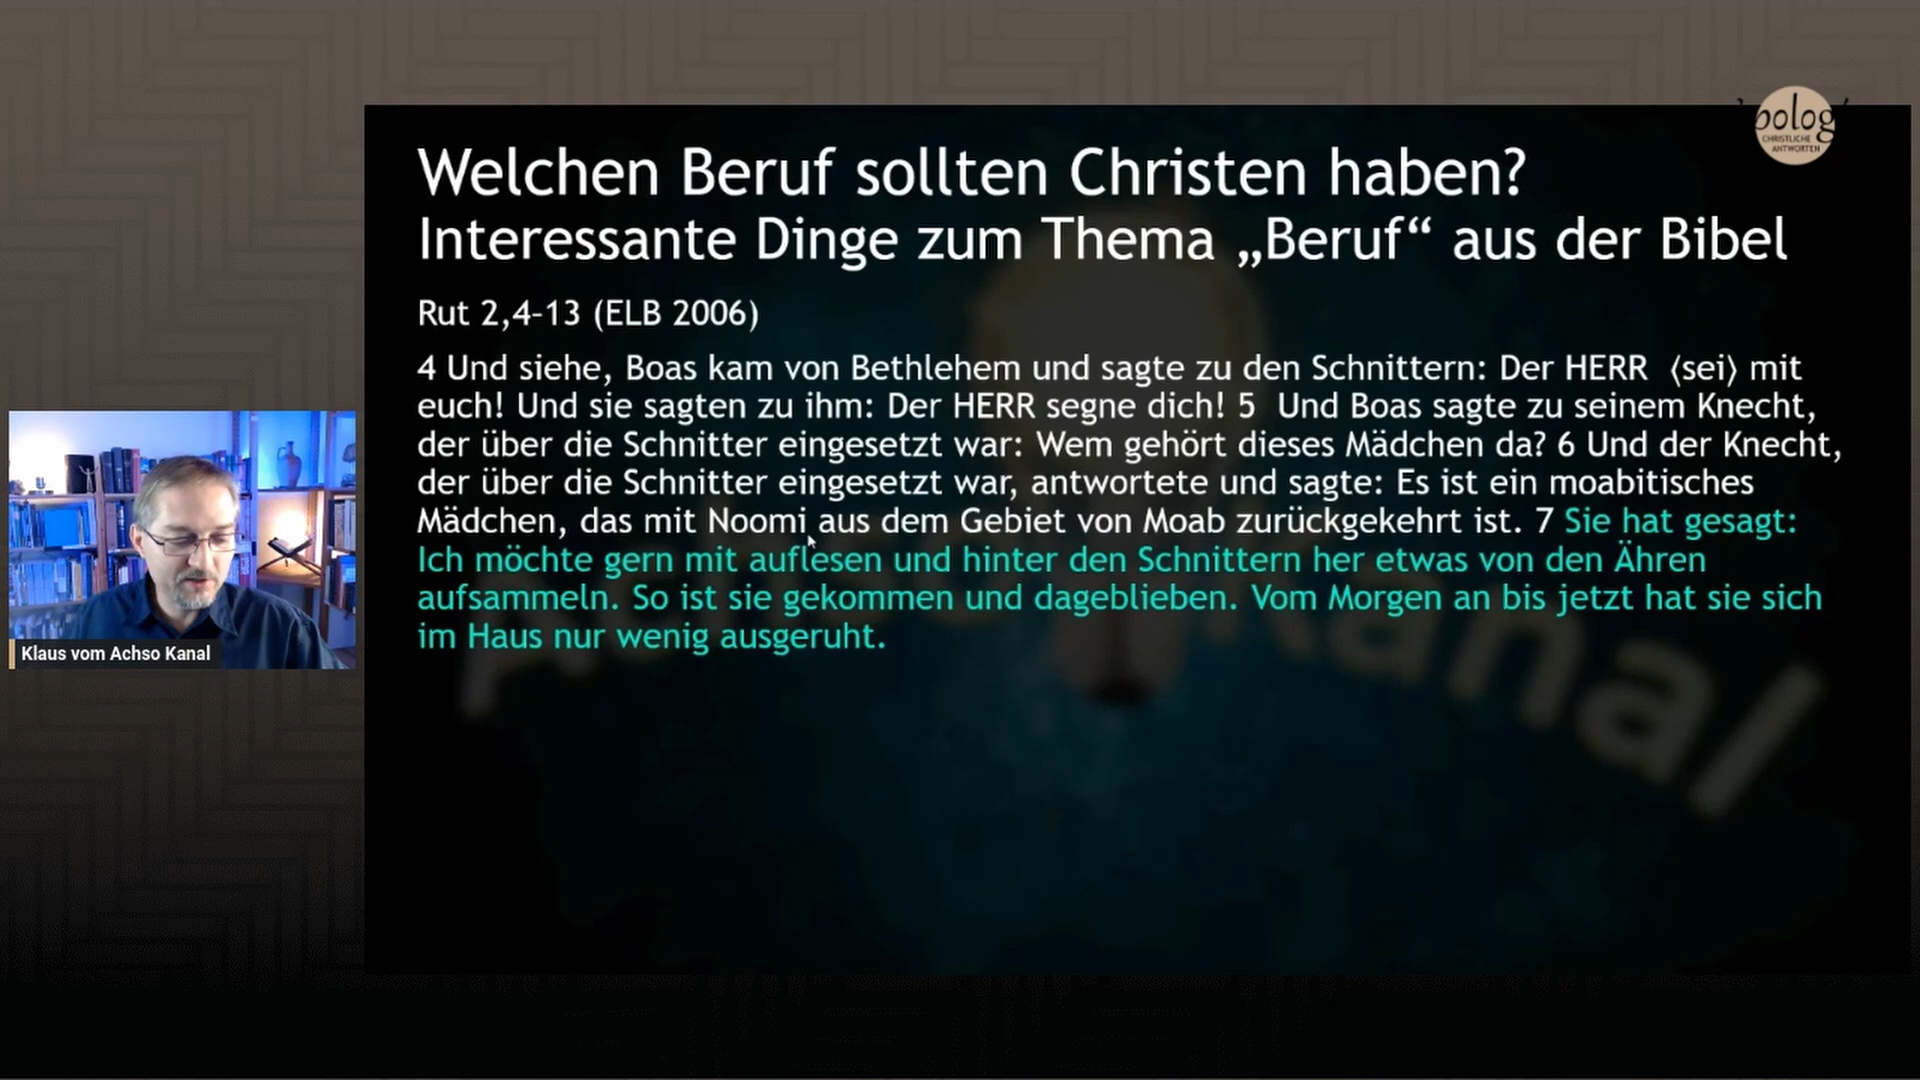 polog
CHRISTLICHE
ANTWORTEN
Welchen Beruf sollten Christen haben?
Interessante Dinge zum Thema „Beruf“ aus der Bibel
Rut 2,4–13 (ELB 2006)
4 Und siehe, Boas kam von Bethlehem und sagte zu den Schnittern: Der HERR ⟨sei⟩ mit
euch! Und sie sagten zu ihm: Der HERR segne dich! 5 Und Boas sagte zu seinem Knecht,
der über die Schnitter eingesetzt war: Wem gehört dieses Mädchen da? 6 Und der Knecht,
der über die Schnitter eingesetzt war, antwortete und sagte: Es ist ein moabitisches
Mädchen, das mit Noomi aus dem Gebiet von Moab zurückgekehrt ist. 7 Sie hat gesagt:
Ich möchte gern mit auflesen und hinter den Schnittern her etwas von den Ähren
aufsammeln. So ist sie gekommen und dageblieben. Vom Morgen an bis jetzt hat sie sich
im Haus nur wenig ausgeruht.
Kanal
Klaus vom Achso Kanal